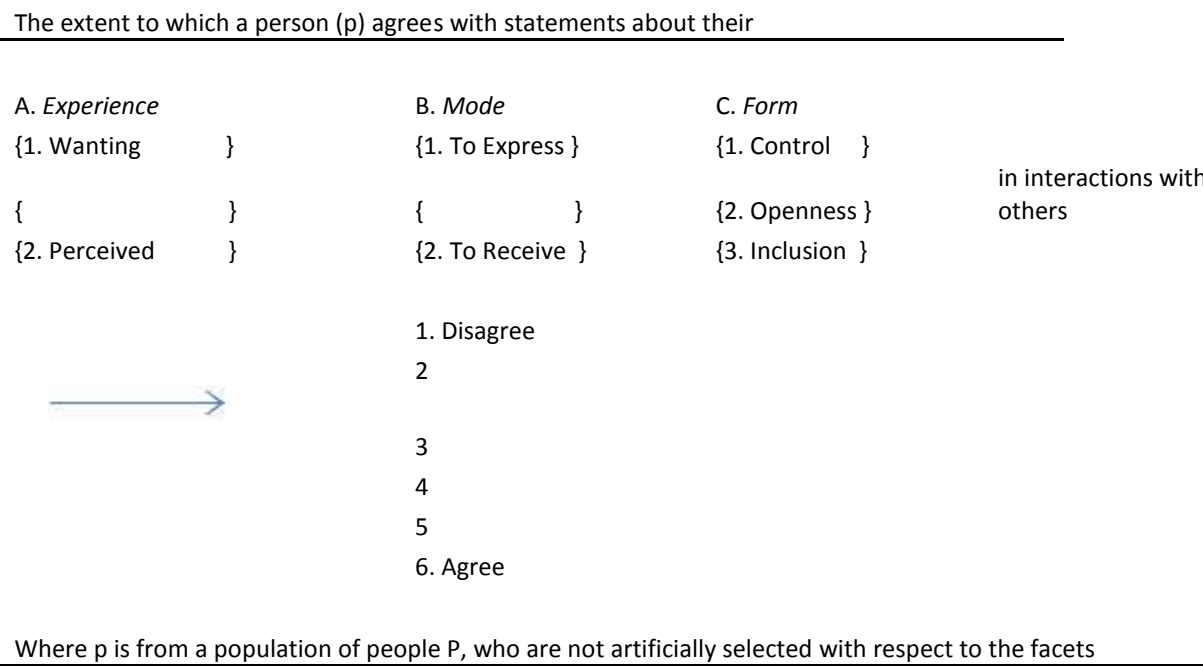 The extent to which a person (p) agrees with statements about their
A. Experience B. Mode C. Form
{1. Wanting } {1. To Express } {1. Control }
in interactions with
{ } { } {2. Openness } others
{2. Perceived } {2. To Receive } {3. Inclusion }
1. Disagree
2
3
4
5
6. Agree
Where p is from a population of people P, who are not artificially selected with respect to the facets